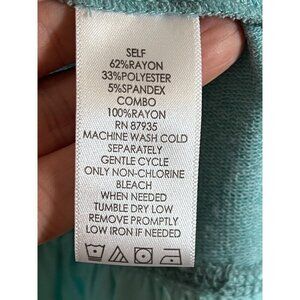 SELF
62%RAYON
33%POLYESTER
5%SPANDEX
COMBO
100%RAYON
RN 87935
MACHINE WASH COLD
SEPARATELY
GENTLE CYCLE
ONLY NON-CHLORINE
BLEACH
WHEN NEEDED
TUMBLE DRY LOW
REMOVE PROMPTLY
LOW IRON IF NEEDED